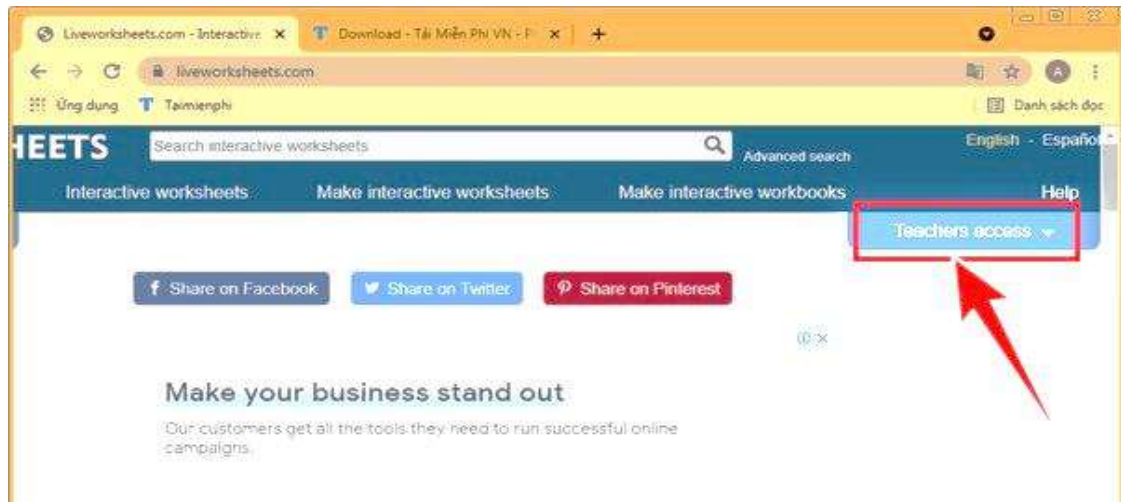 Liveworksheets.com - Interactive
Download - Tải Miễn Phí VN - P
liveworksheets.com
A
Ứng dụng
T Taimienphi
Danh sách đọc
HEETS
Search interactive worksheets
Advanced search
English - Español
Interactive worksheets
Make interactive worksheets
Make interactive workbooks
Help
Teachers access
Share on Facebook
Share on Twitter
Share on Pinterest
Make your business stand out
Our customers get all the tools they need to run successful online
campaigns.